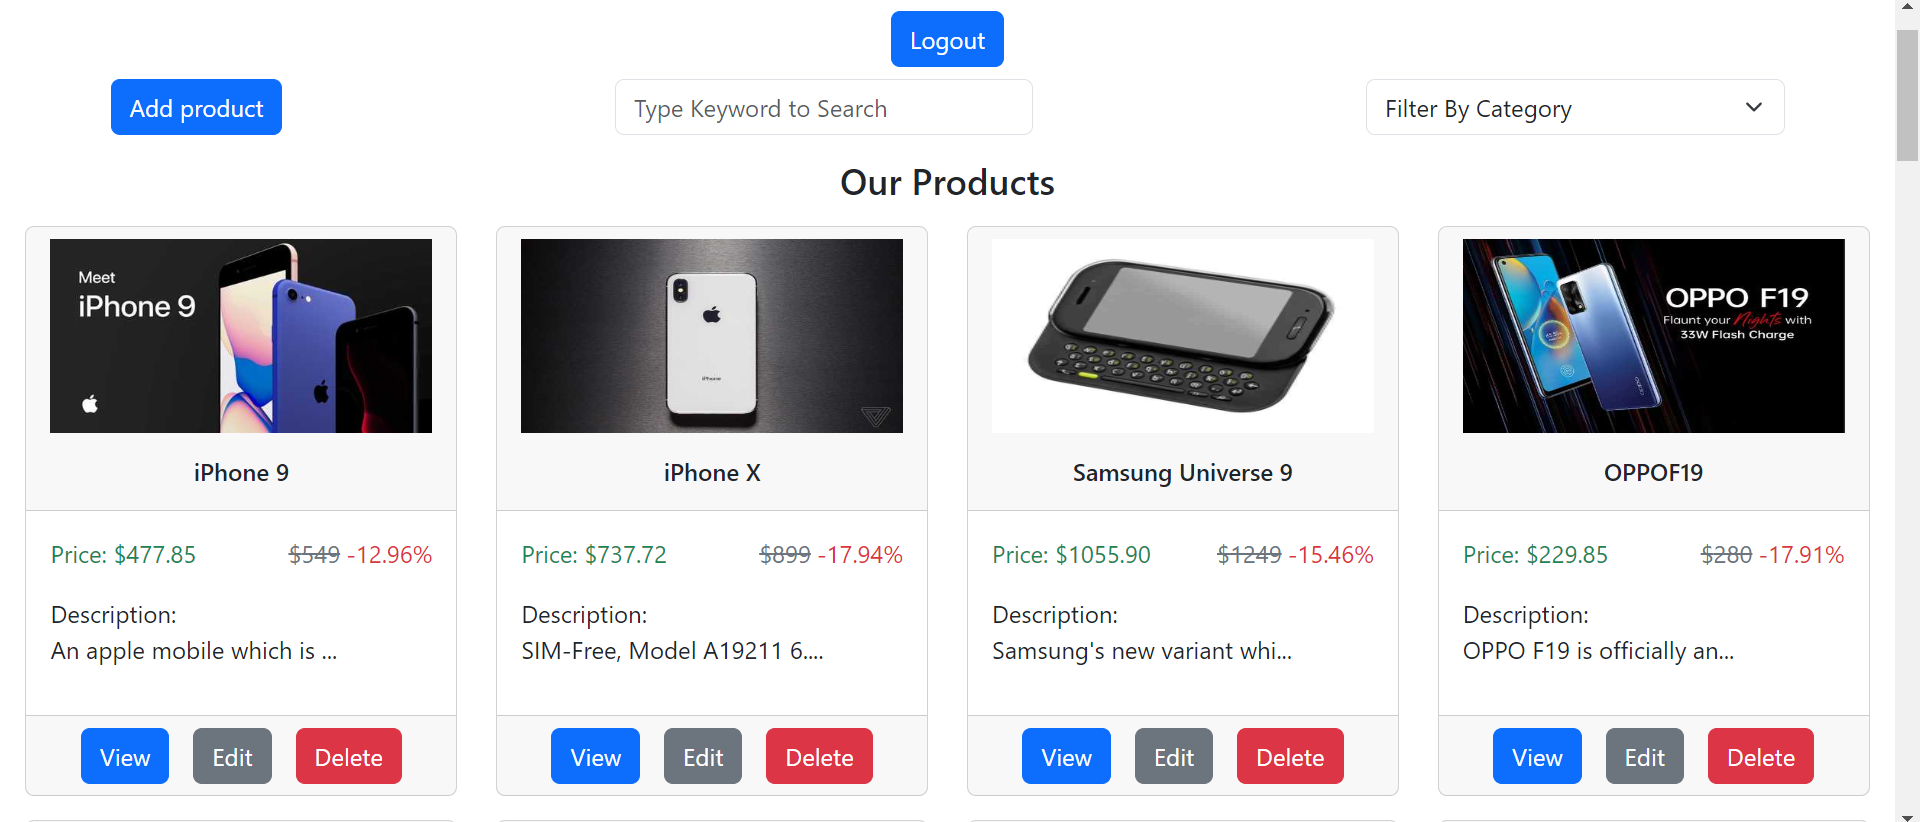 Logout
Add product
Type Keyword to Search
Filter By Category
Our Products
Meet
iPhone 9
iPhone 9
Price: $477.85
$549 -12.96%
Description:
An apple mobile which is ...
View
Edit
Delete
iPhone
iPhone X
Price: $737.72
$899 -17.94%
Description:
SIM-Free, Model A19211 6....
View
Edit
Delete
Samsung Universe 9
Price: $1055.90
$1249 -15.46%
Description:
Samsung's new variant whi...
View
Edit
Delete
OPPO F19
Flaunt your Nights with
33W Flash Charge
OPPO
OPPOF19
Price: $229.85
$280 -17.91%
Description:
OPPO F19 is officially an...
View
Edit
Delete